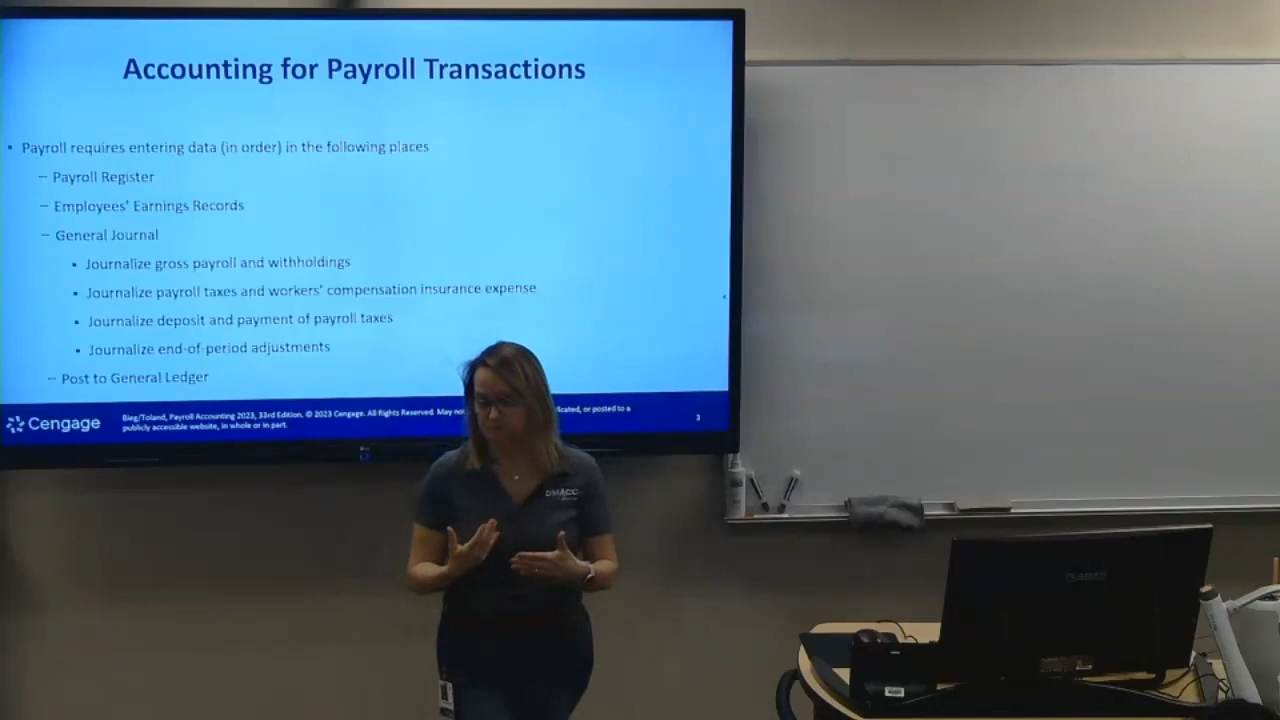 Accounting for Payroll Transactions
• Payroll requires entering data (in order) in the following places
– Payroll Register
– Employees' Earnings Records
– General Journal
• Journalize gross payroll and withholdings
• Journalize payroll taxes and workers' compensation insurance expense
• Journalize deposit and payment of payroll taxes
• Journalize end-of-period adjustments
– Post to General Ledger
Cengage
Bieg/Toland, Payroll Accounting 2023, 33rd Edition. © 2023 Cengage. All Rights Reserved. May
publicly accessible website, in whole or in part.
or posted to a
3
DMACC